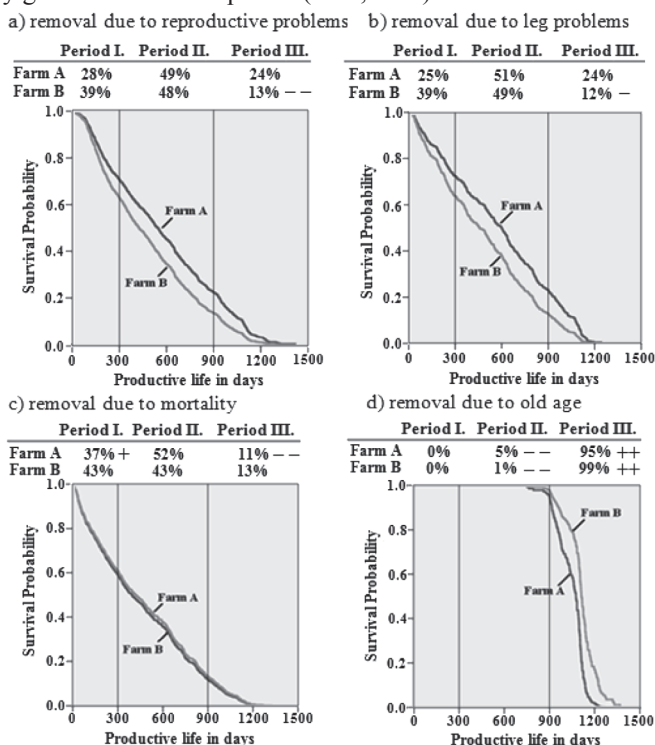 a) removal due to reproductive problems b) removal due to leg problems
Period I. Period II. Period III.
Farm A 28% 49% 24%
Farm B 39% 48% 13% – –
Survival Probability
1.0
0.8
0.6
0.4
0.2
0.0
Farm A
Farm B
0 300 600 900 1200 1500
Productive life in days
Period I. Period II. Period III.
Farm A 25% 51% 24%
Farm B 39% 49% 12% –
Survival Probability
1.0
0.8
0.6
0.4
0.2
0.0
Farm A
Farm B
0 300 600 900 1200 1500
Productive life in days
c) removal due to mortality
Period I. Period II. Period III.
Farm A 37% + 52% 11% – –
Farm B 43% 43% 13%
Survival Probability
1.0
0.8
0.6
0.4
0.2
0.0
Farm A
Farm B
0 300 600 900 1200 1500
Productive life in days
d) removal due to old age
Period I. Period II. Period III.
Farm A 0% 5% – – 95% ++
Farm B 0% 1% – – 99% ++
Survival Probability
1.0
0.8
0.6
0.4
0.2
0.0
Farm B
Farm A
0 300 600 900 1200 1500
Productive life in days